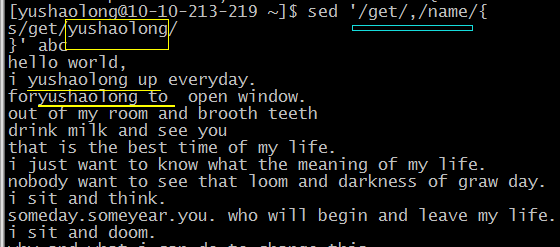 [yushaolong@10-10-213-219 ~]$ sed '/get/,/name/{
s/get/yushaolong/
}' abc
hello world,
i yushaolong up everyday.
foryushaolong to  open window.
out of my room and brooth teeth
drink milk and see you
that is the best time of my life.
i just want to know what the meaning of my life.
nobody want to see that loom and darkness of graw day.
i sit and think.
someday.someyear.you. who will begin and leave my life.
i sit and doom.
why and what i can do to change this